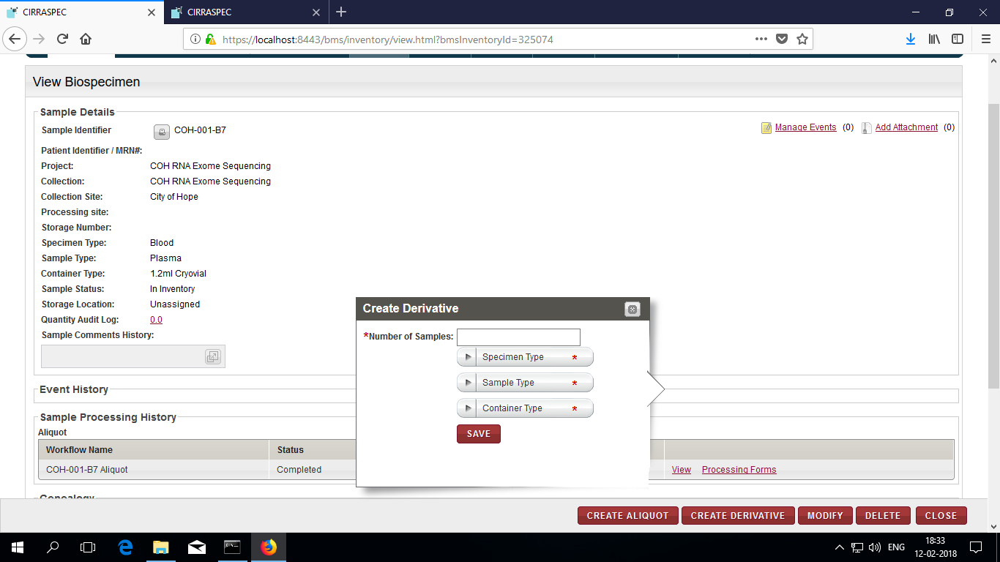 CIRRASPEC
CIRRASPEC
https://localhost:8443/bms/inventory/view.html?bmsInventoryId=325074
View Biospecimen
Sample Details
Sample Identifier COH-001-B7
Manage Events (0) Add Attachment (0)
Patient Identifier / MRN#:
Project: COH RNA Exome Sequencing
Collection: COH RNA Exome Sequencing
Collection Site: City of Hope
Processing site:
Storage Number:
Specimen Type: Blood
Sample Type: Plasma
Container Type: 1.2ml Cryovial
Sample Status: In Inventory
Storage Location: Unassigned
Quantity Audit Log: 0.0
Sample Comments History:
Create Derivative
*Number of Samples:
Specimen Type *
Sample Type *
Container Type *
SAVE
Event History
Sample Processing History
Aliquot
Workflow Name Status
COH-001-B7 Aliquot Completed View Processing Forms
Genealogy
CREATE ALIQUOT CREATE DERIVATIVE MODIFY DELETE CLOSE
ENG
18:33
12-02-2018